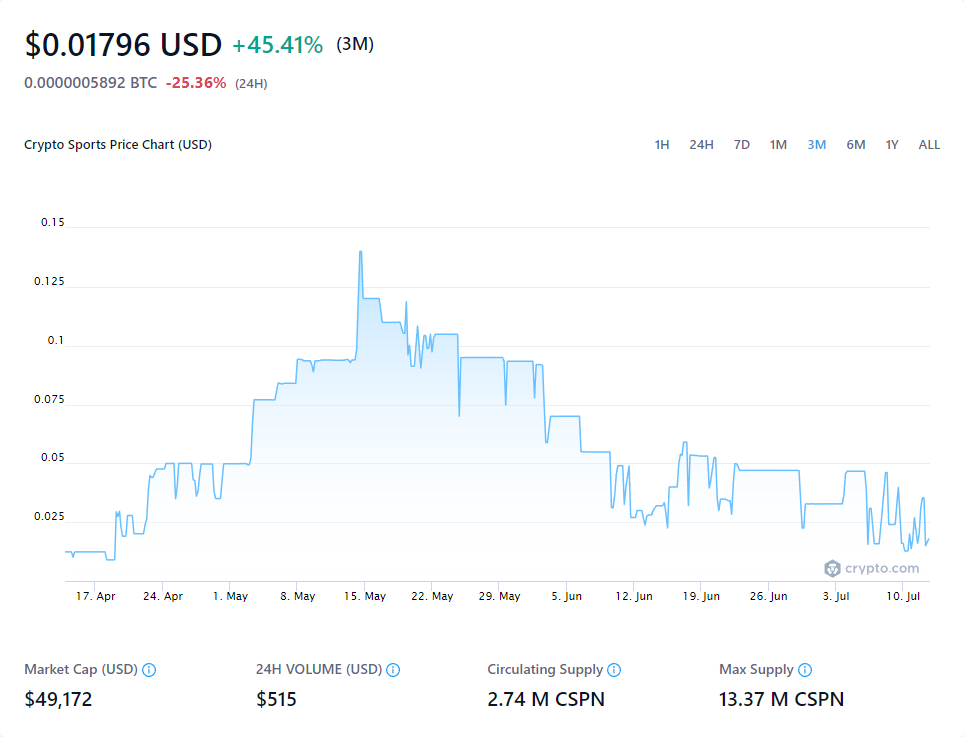 $0.01796 USD +45.41% (3M)
0.0000005892 BTC -25.36% (24H)
Crypto Sports Price Chart (USD) 1H 24H 7D 1M 3M 6M 1Y ALL
0.15
0.125
0.1
0.075
0.05
0.025
crypto.com
17. Apr 24. Apr 1. May 8. May 15. May 22. May 29. May 5. Jun 12. Jun 19. Jun 26. Jun 3. Jul 10. Jul
Market Cap (USD) 24H VOLUME (USD) Circulating Supply Max Supply
$49,172 $515 2.74 M CSPN 13.37 M CSPN